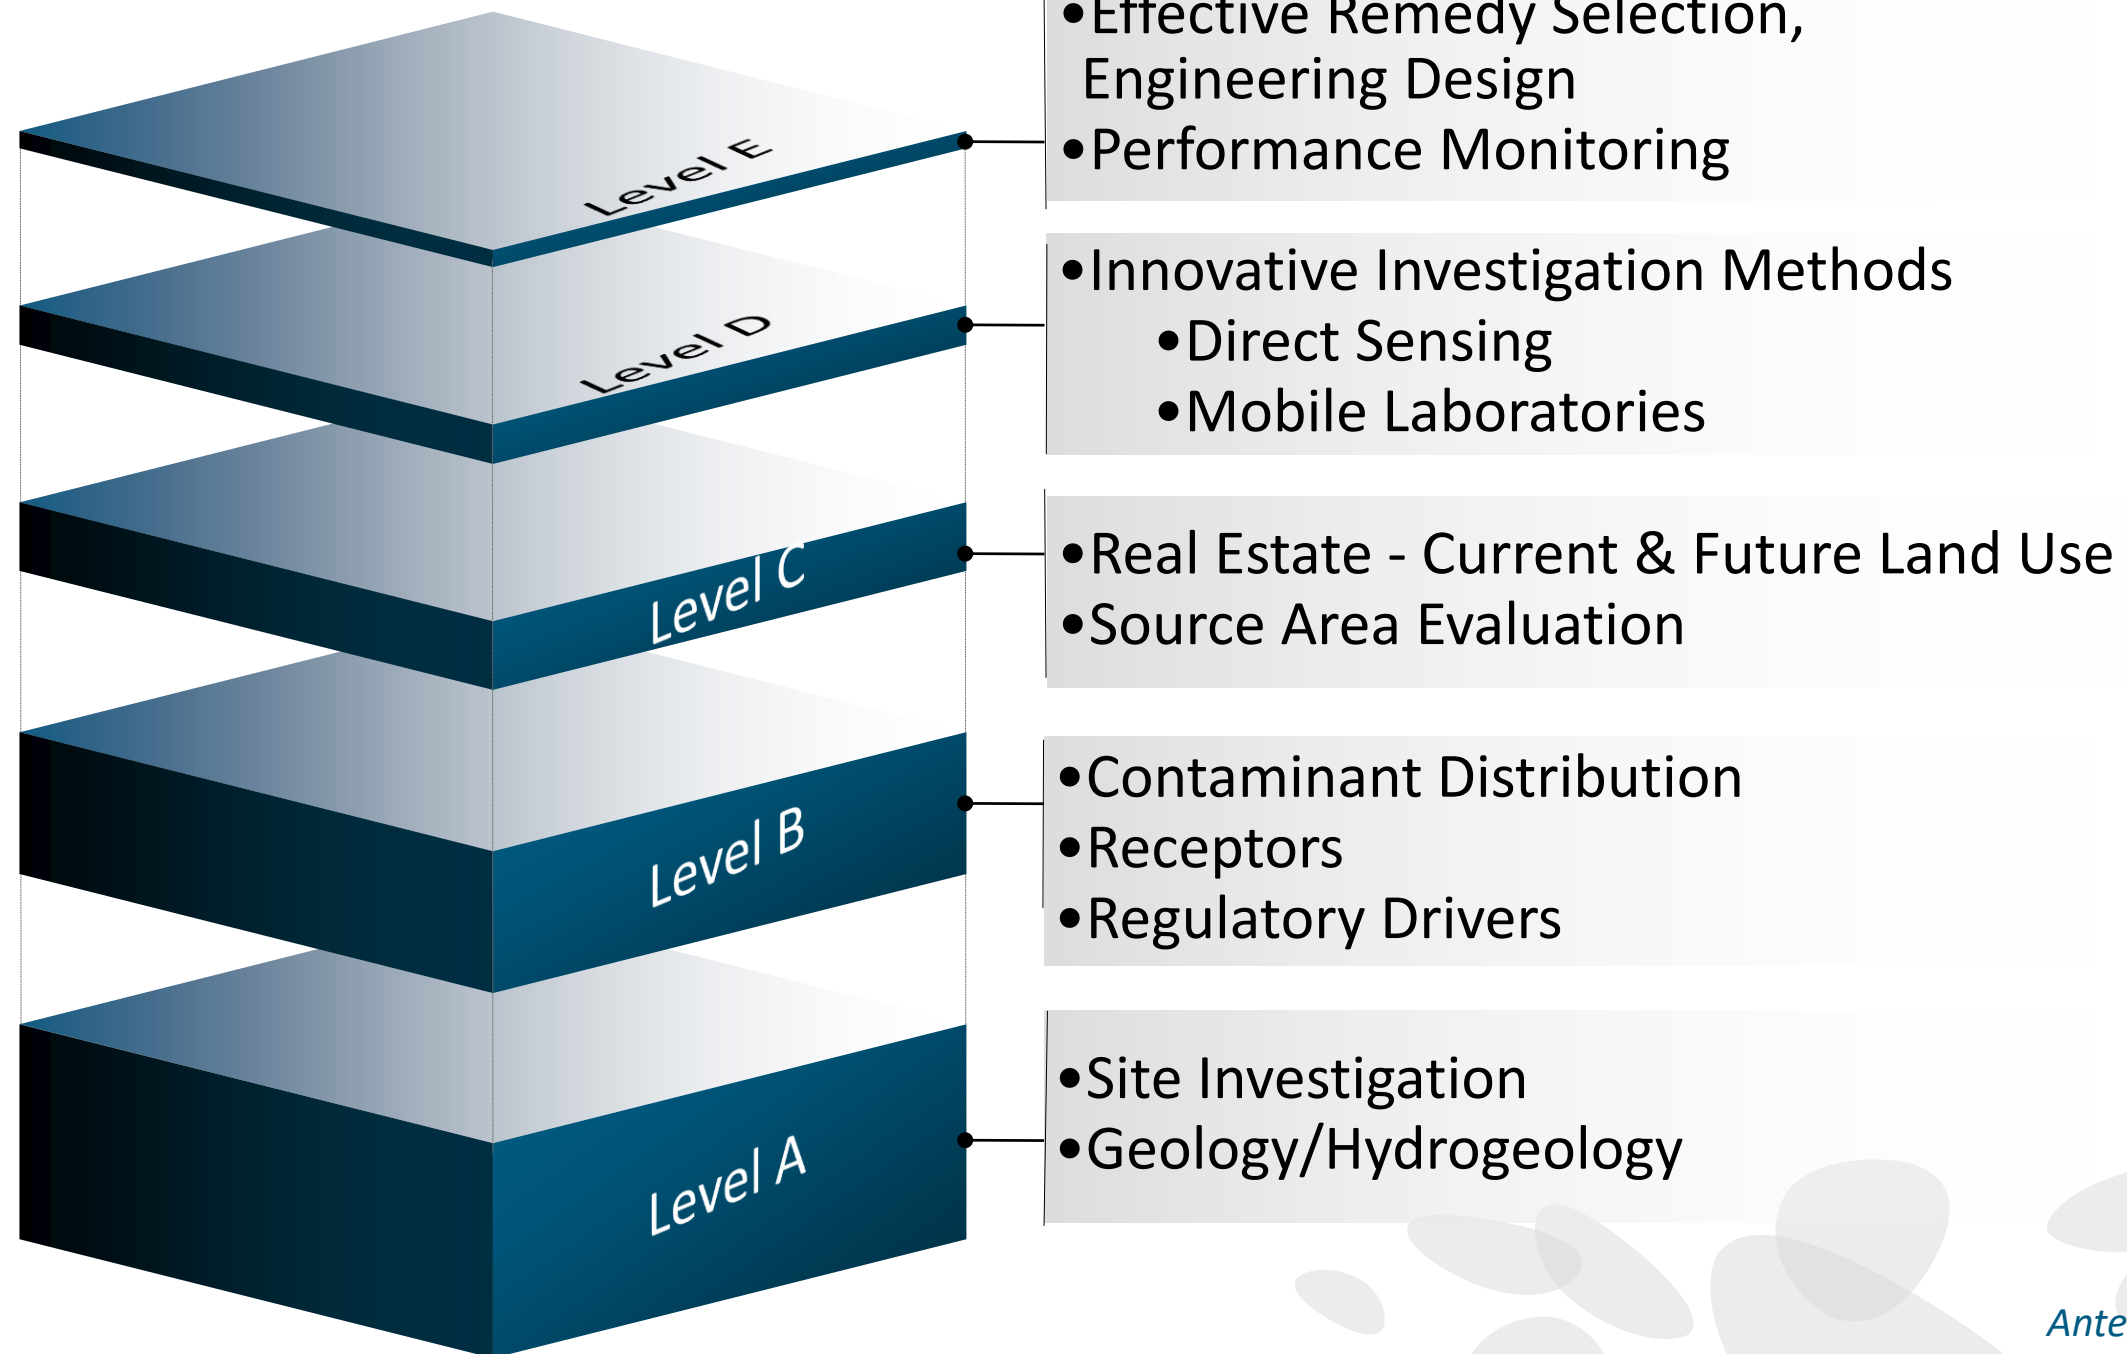 •Effective Remedy Selection,
Engineering Design
•Performance Monitoring
Level E
•Innovative Investigation Methods
•Direct Sensing
•Mobile Laboratories
Level D
•Real Estate - Current & Future Land Use
•Source Area Evaluation
Level C
•Contaminant Distribution
•Receptors
•Regulatory Drivers
Level B
•Site Investigation
•Geology/Hydrogeology
Level A
Ante